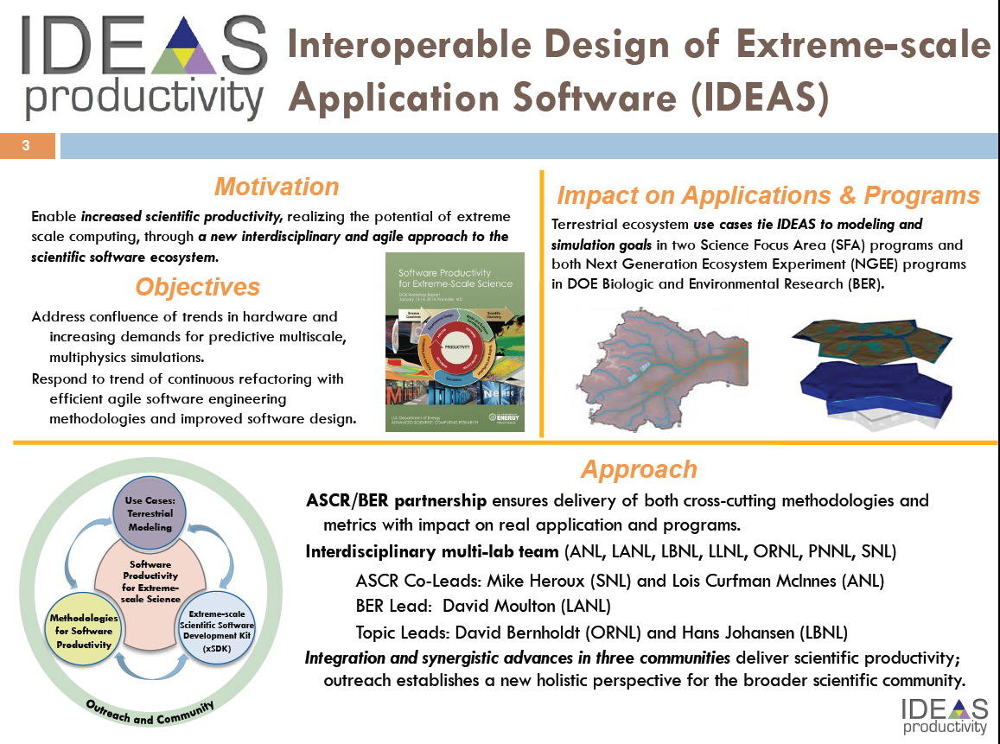 IDEAS
productivity
Interoperable Design of Extreme-scale
Application Software (IDEAS)
3
Motivation
Enable increased scientific productivity, realizing the potential of extreme
scale computing, through a new interdisciplinary and agile approach to the
scientific software ecosystem.
Objectives
Address confluence of trends in hardware and
increasing demands for predictive multiscale,
multiphysics simulations.
Respond to trend of continuous refactoring with
efficient agile software engineering
methodologies and improved software design.
Software Productivity
for Extreme-Scale Science
DOE Workshop Report
January 13-14, 2014, Rockville, MD
Science
Questions
Scientific
Discovery
PRODUCTIVITY
U.S. Department of Energy
ADVANCED SCIENTIFIC COMPUTING RESEARCH
ENERGY
Impact on Applications & Programs
Terrestrial ecosystem use cases tie IDEAS to modeling and
simulation goals in two Science Focus Area (SFA) programs and
both Next Generation Ecosystem Experiment (NGEE) programs
in DOE Biologic and Environmental Research (BER).
Use Cases:
Terrestrial
Modeling
Software
Productivity
for Extreme-
scale Science
Methodologies
for Software
Productivity
Extreme-scale
Scientific Software
Development Kit
(xSDK)
Outreach and Community
Approach
ASCR/BER partnership ensures delivery of both cross-cutting methodologies and
metrics with impact on real application and programs.
Interdisciplinary multi-lab team (ANL, LANL, LBNL, LLNL, ORNL, PNNL, SNL)
ASCR Co-Leads: Mike Heroux (SNL) and Lois Curfman McInnes (ANL)
BER Lead: David Moulton (LANL)
Topic Leads: David Bernholdt (ORNL) and Hans Johansen (LBNL)
Integration and synergistic advances in three communities deliver scientific productivity;
outreach establishes a new holistic perspective for the broader scientific community.
IDEAS
productivity